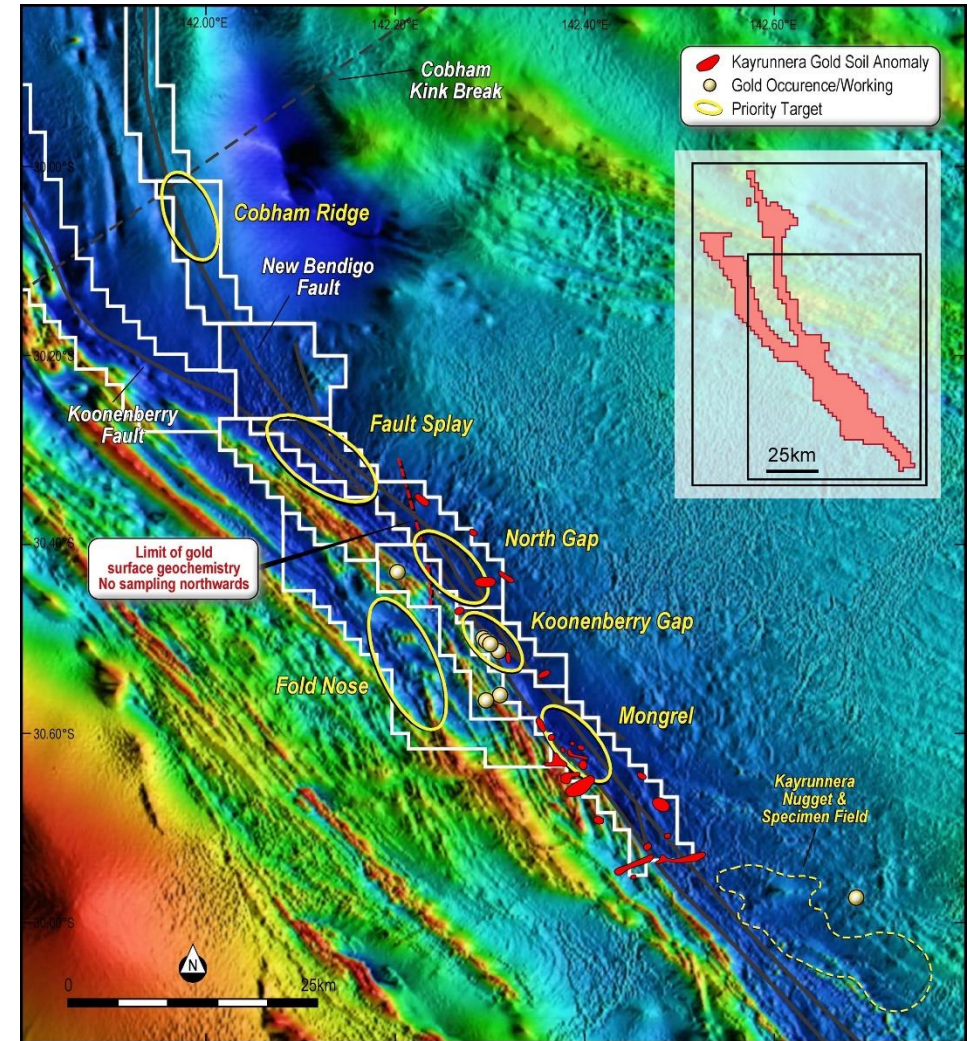 142.00°E
142.20°E
142.40°E
142.60°E
Kayrunnera Gold Soil Anomaly
Gold Occurence/Working
Priority Target
Cobham
Kink Break
30.00°S
Cobham Ridge
New Bendigo
Fault
30.20°S
Koonenberry
Fault
Fault Splay
25km
30.40°S
North Gap
Limit of gold
surface geochemistry
No sampling northwards
Koonenberry Gap
Fold Nose
Mongrel
30.60°S
Kayrunnera
Nugget &
Specimen Field
N
0
25km